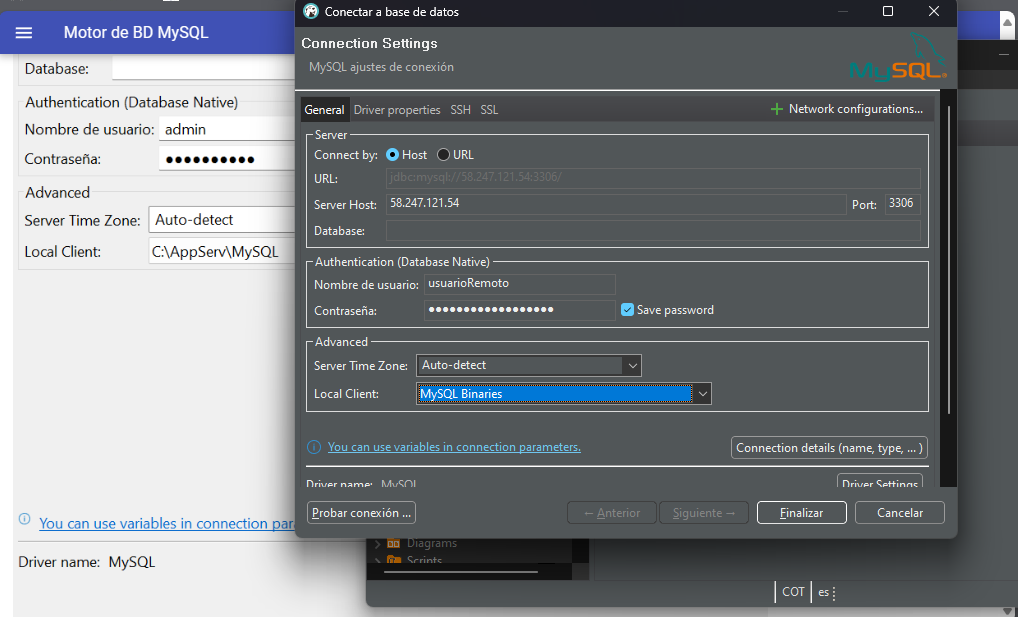 Motor de BD MySQL
Database:
Authentication (Database Native)
Nombre de usuario: admin
Contraseña: ●●●●●●●●●●
Advanced
Server Time Zone: Auto-detect
Local Client: C:\AppServ\MySQL
You can use variables in connection para
Driver name: MySQL
Conectar a base de datos
Connection Settings
MySQL ajustes de conexión
MySQL
General Driver properties SSH SSL
Network configurations...
Server
Connect by: Host URL
URL: jdbc:mysql://58.247.121.54:3306/
Server Host: 58.247.121.54 Port: 3306
Database:
Authentication (Database Native)
Nombre de usuario: usuarioRemoto
Contraseña: ●●●●●●●●●●●●●●●●●● Save password
Advanced
Server Time Zone: Auto-detect
Local Client: MySQL Binaries
You can use variables in connection parameters.
Connection details (name, type, ... )
Driver name: MySQL
Driver Settings
Probar conexión ...
← Anterior
Siguiente →
Finalizar
Cancelar
Diagrams
Scripts
COT es